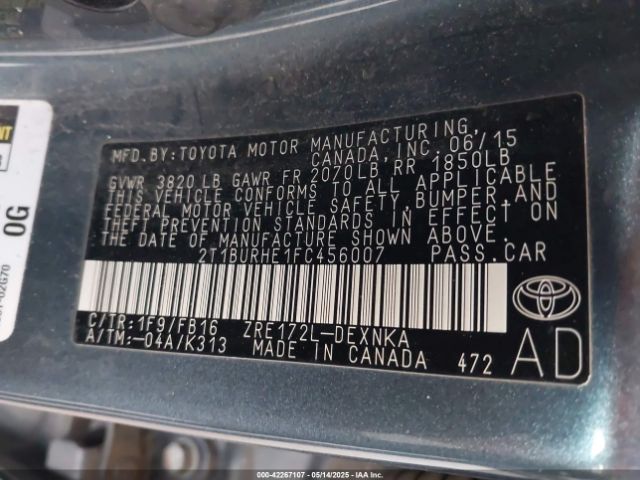 MFD.BY:TOYOTA MOTOR MANUFACTURING,
CANADA, INC. 06/15
GVWR 3820 LB GAWR FR 2070LB RR 1850LB
THIS VEHICLE CONFORMS TO ALL APPLICABLE
FEDERAL MOTOR VEHICLE SAFETY, BUMPER,AND
THEFT PREVENTION STANDARDS IN EFFECT ON
THE DATE OF MANUFACTURE SHOWN ABOVE.
2T1BURHE1FC456007 PASS.CAR
C/TR:1F9/FB16 ZRE172L-DEXNKA
A/TM:-04A/K313 MADE IN CANADA 472
AD
0G
000-42267107 | 05/14/2025 | IAA Inc.